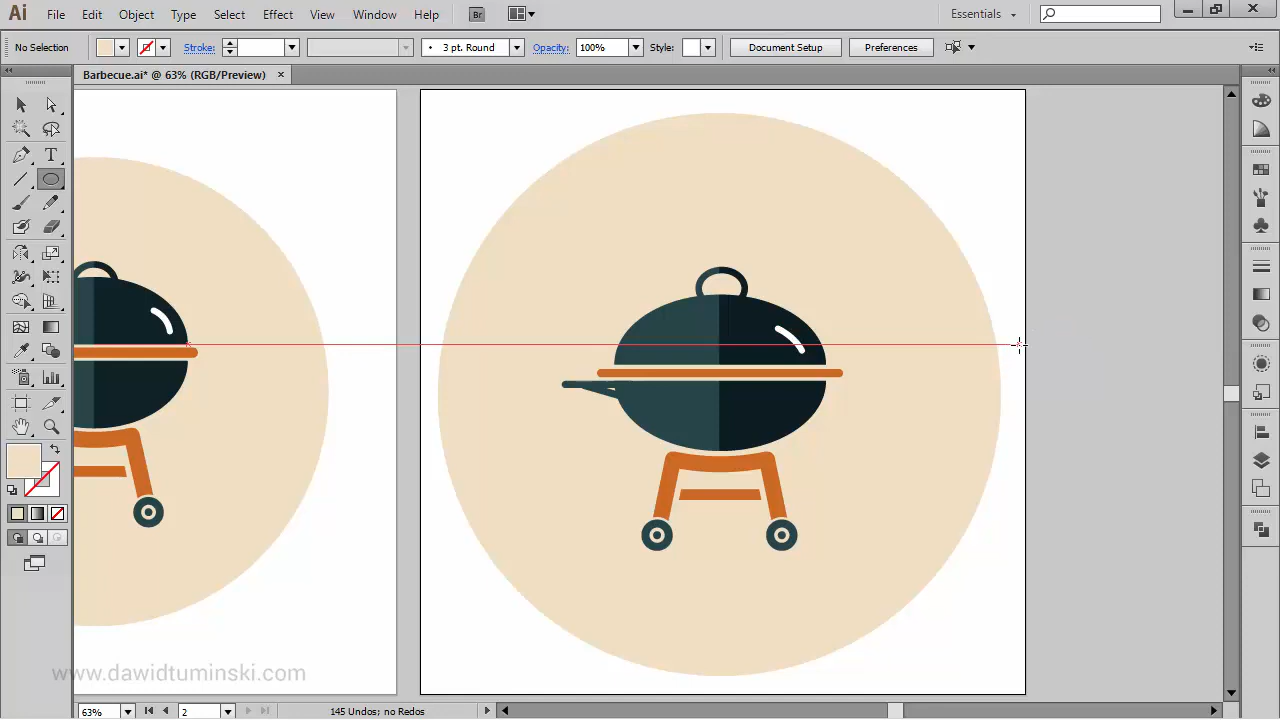 Ai File Edit Object Type Select Effect View Window Help Br Essentials
No Selection Stroke: 3 pt. Round Opacity: 100% Style: Document Setup Preferences
Barbecue.ai* @ 63% (RGB/Preview) ×
T
www.dawidtuminski.com
63% 2 145 Undos; no Redos